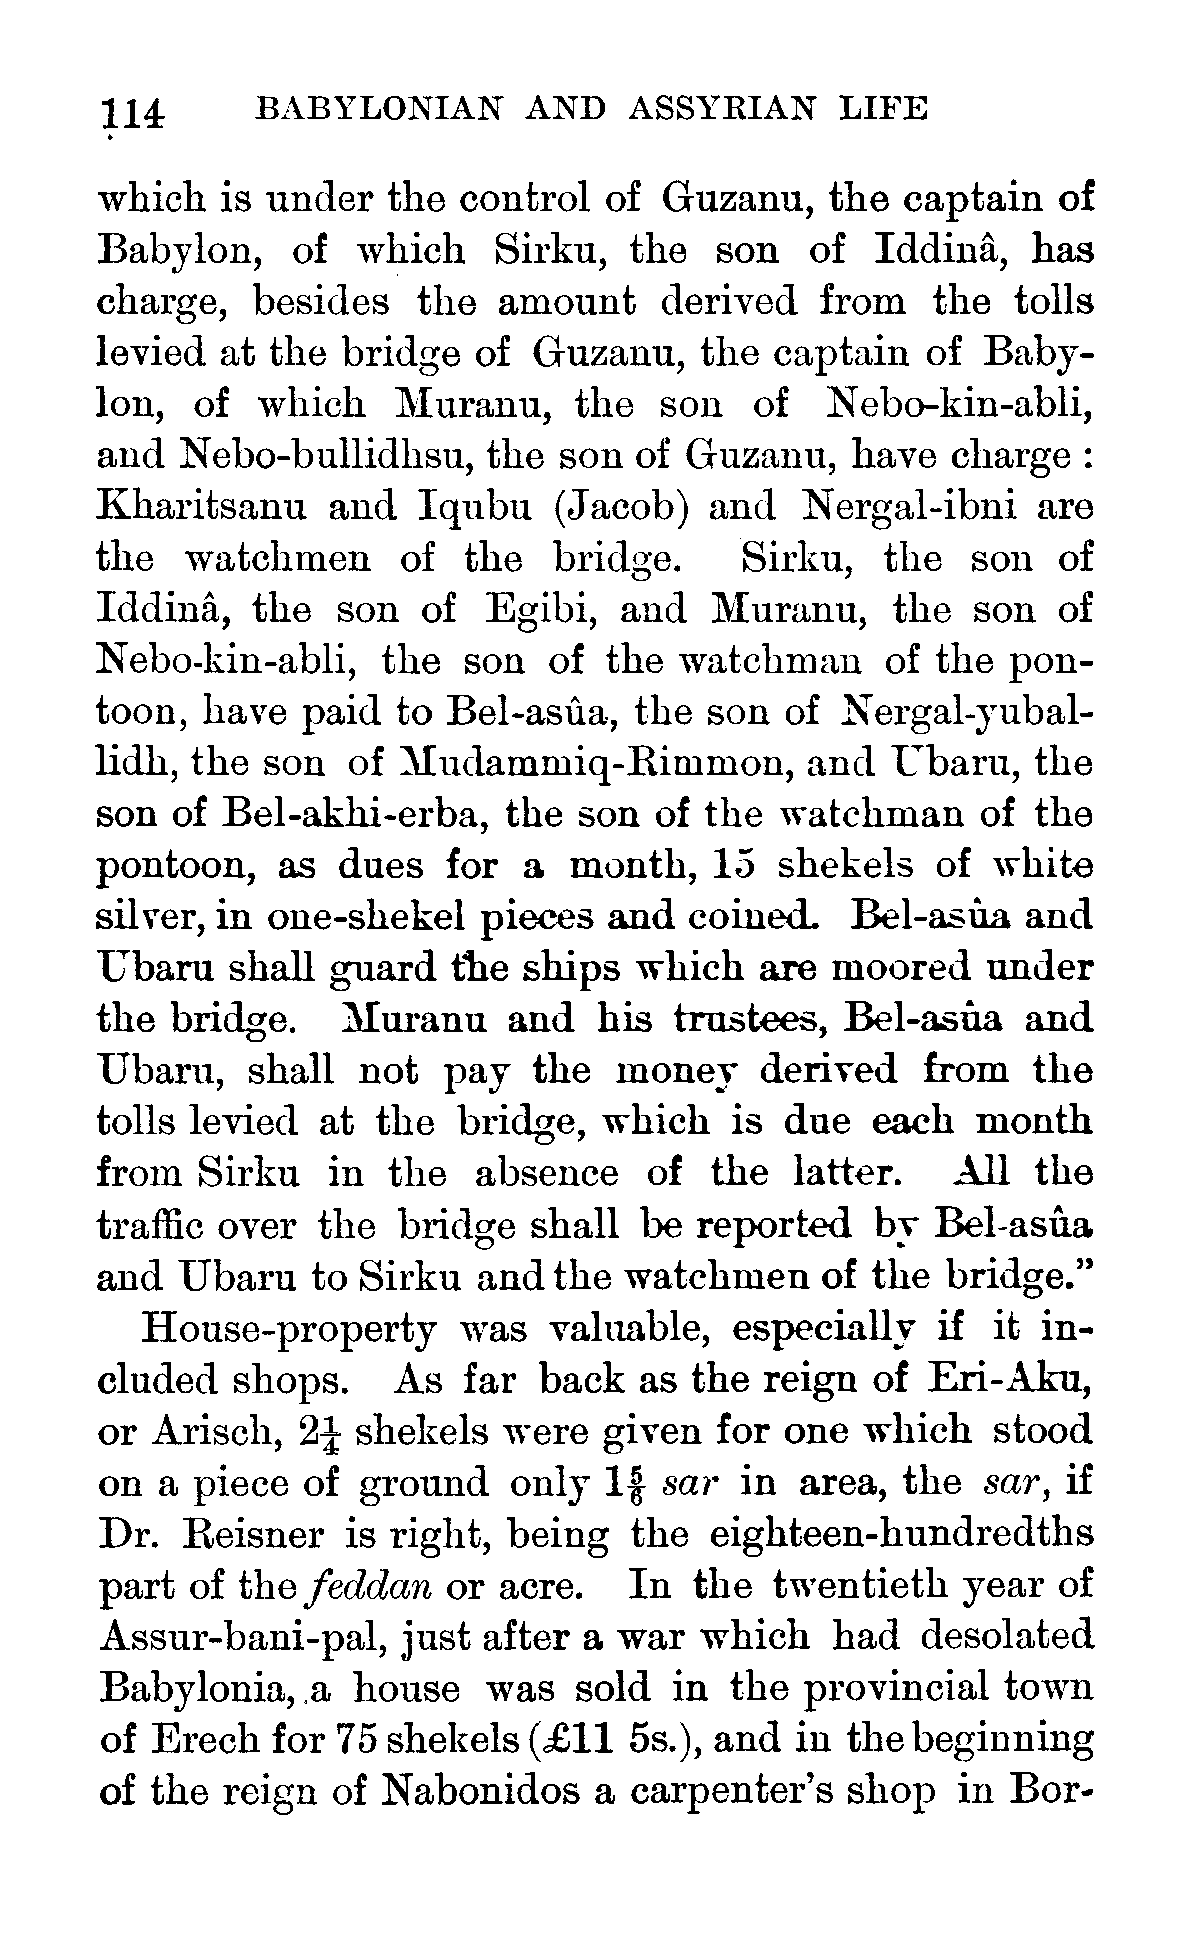 114 BABYLONIAN AND ASSYRIAN LIFE
which is under the control of Guzanu, the captain of
Babylon, of which Sirku, the son of Iddinâ, has
charge, besides the amount derived from the tolls
levied at the bridge of Guzanu, the captain of Baby-
lon, of which Muranu, the son of Nebo-kin-abli,
and Nebo-bullidhsu, the son of Guzanu, have charge :
Kharitsanu and Iqubu (Jacob) and Nergal-ibni are
the watchmen of the bridge. Sirku, the son of
Iddinâ, the son of Egibi, and Muranu, the son of
Nebo-kin-abli, the son of the watchman of the pon-
toon, have paid to Bel-asûa, the son of Nergal-yubal-
lidh, the son of Mudammiq-Rimmon, and Ubaru, the
son of Bel-akhi-erba, the son of the watchman of the
pontoon, as dues for a month, 15 shekels of white
silver, in one-shekel pieces and coined. Bel-asûa and
Ubaru shall guard the ships which are moored under
the bridge. Muranu and his trustees, Bel-asûa and
Ubaru, shall not pay the money derived from the
tolls levied at the bridge, which is due each month
from Sirku in the absence of the latter. All the
traffic over the bridge shall be reported by Bel-asûa
and Ubaru to Sirku and the watchmen of the bridge.”
House-property was valuable, especially if it in-
cluded shops. As far back as the reign of Eri-Aku,
or Arisch, 2¼ shekels were given for one which stood
on a piece of ground only 1⅚ sar in area, the sar, if
Dr. Reisner is right, being the eighteen-hundredths
part of the feddan or acre. In the twentieth year of
Assur-bani-pal, just after a war which had desolated
Babylonia, a house was sold in the provincial town
of Erech for 75 shekels (£11 5s.), and in the beginning
of the reign of Nabonidos a carpenter’s shop in Bor-